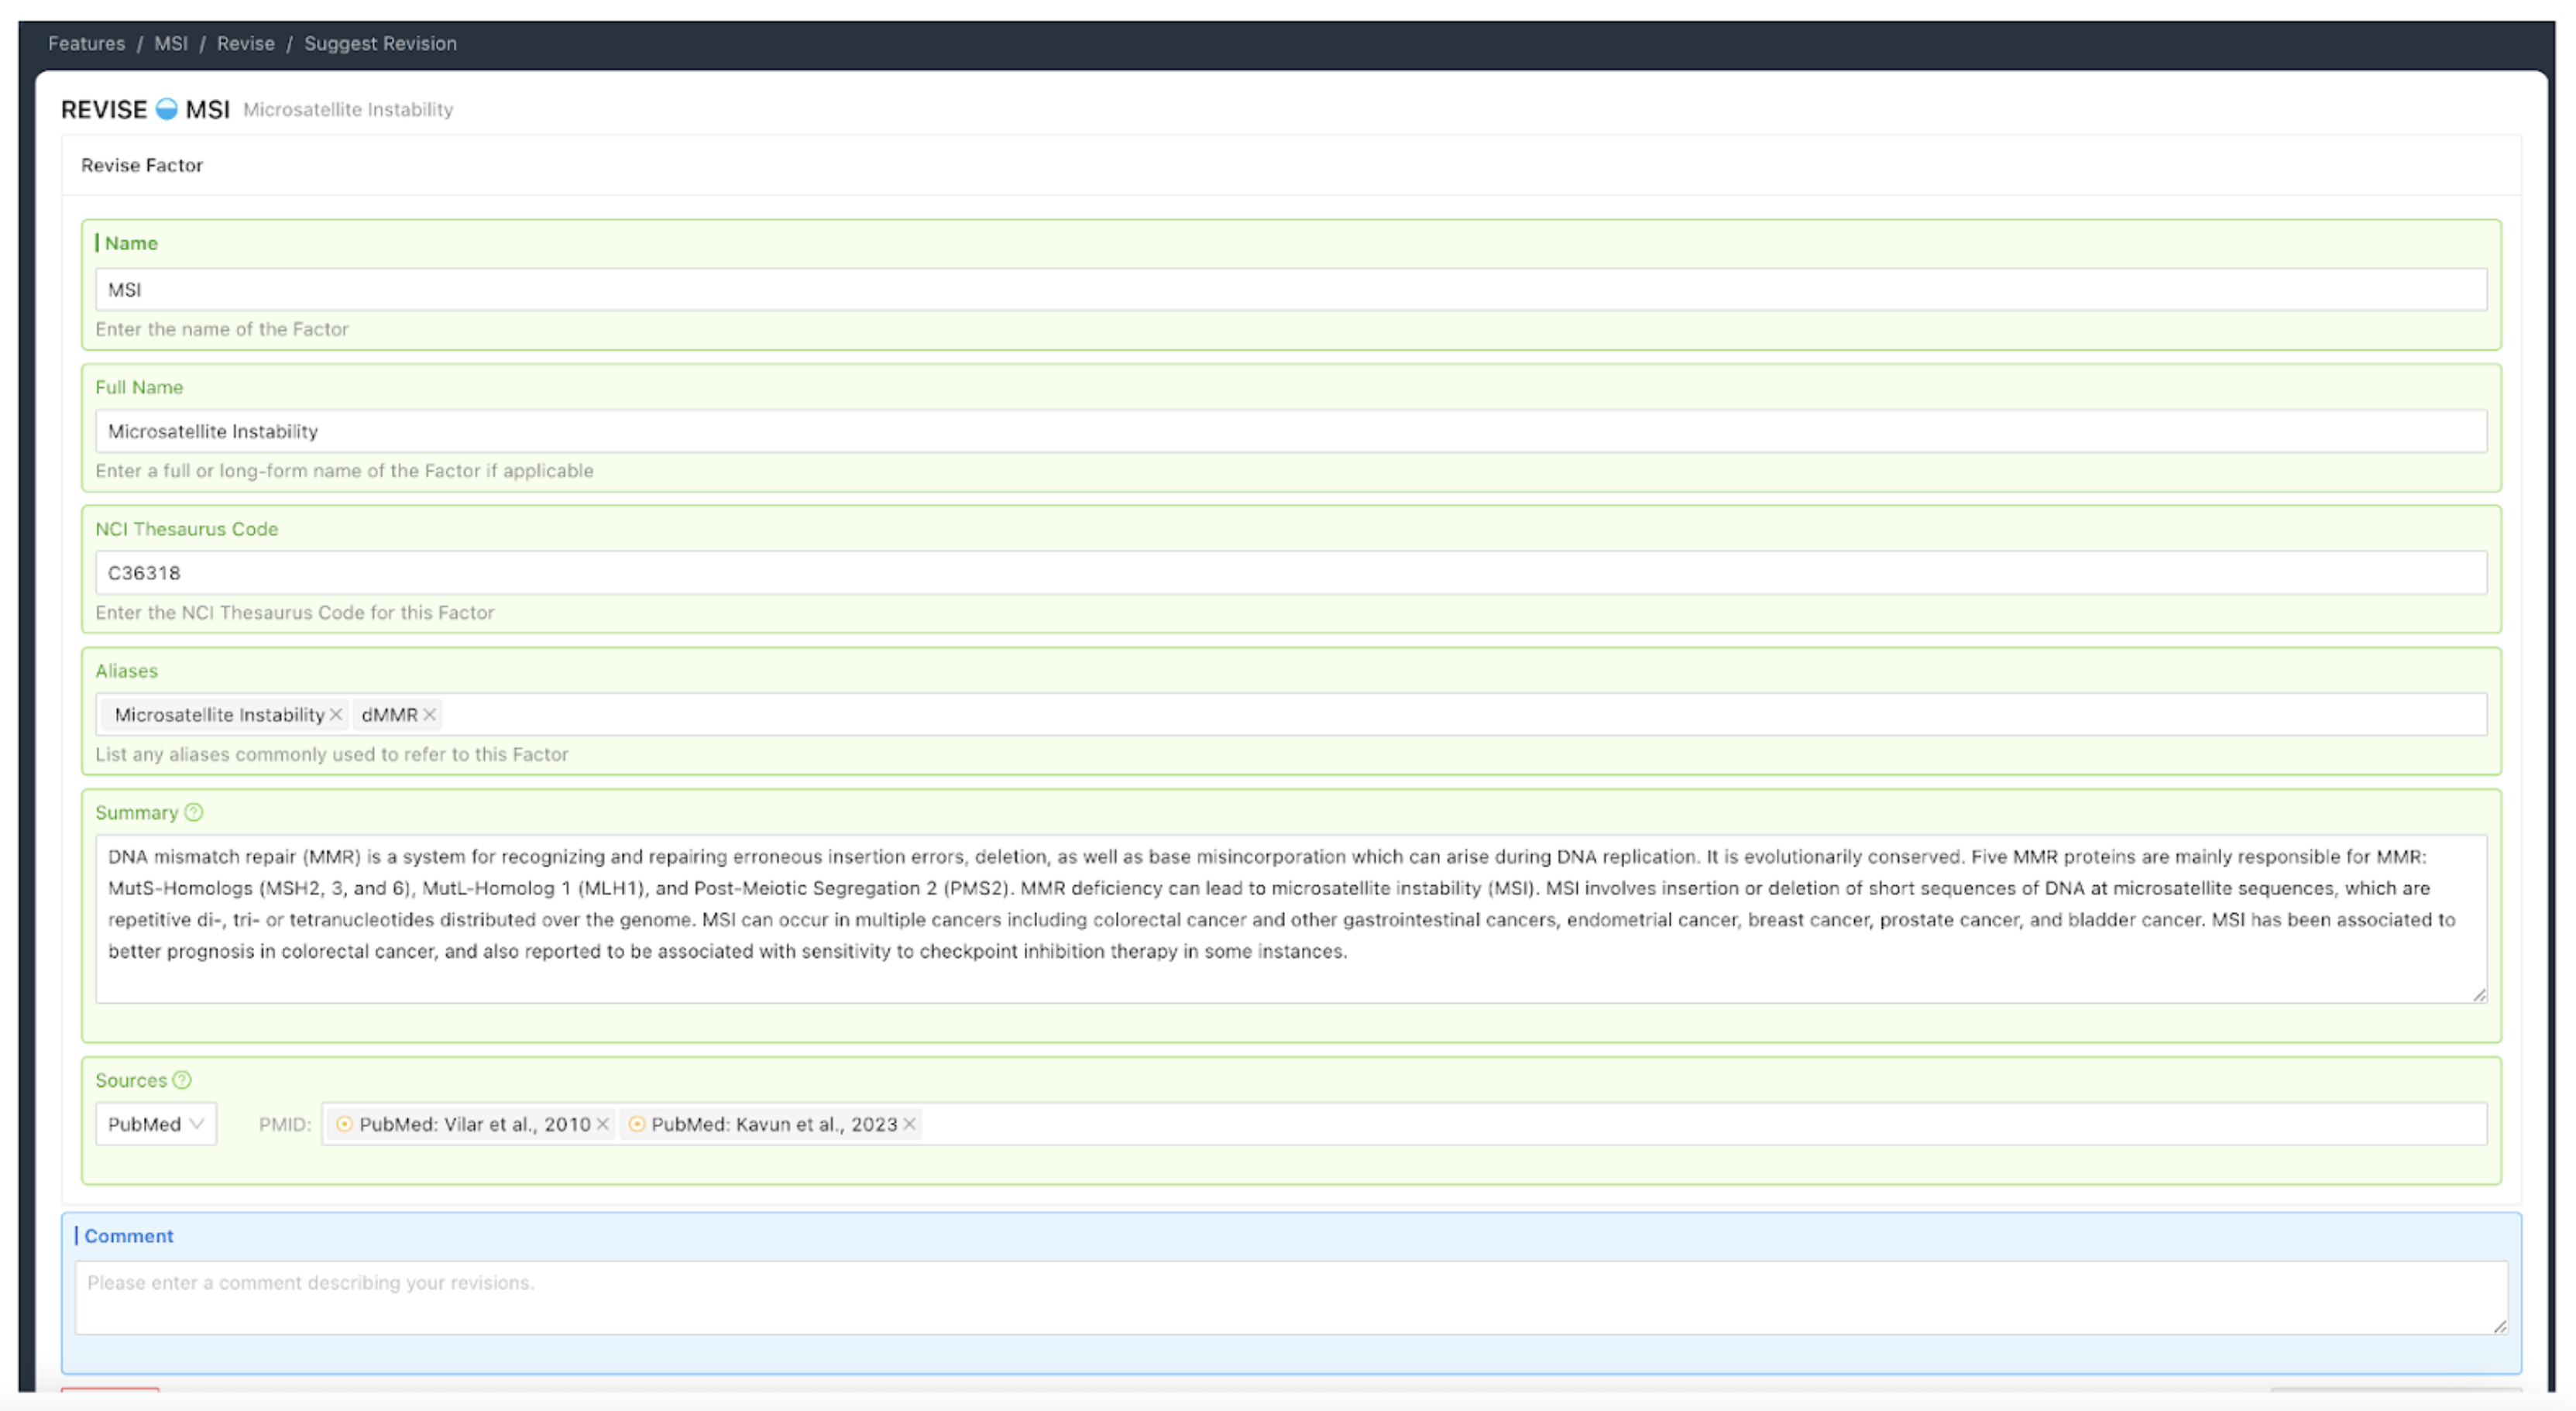 Features / MSI / Revise / Suggest Revision
REVISE MSI Microsatellite Instability
Revise Factor
Name
MSI
Enter the name of the Factor
Full Name
Microsatellite Instability
Enter a full or long-form name of the Factor if applicable
NCI Thesaurus Code
C36318
Enter the NCI Thesaurus Code for this Factor
Aliases
Microsatellite Instability dMMR
List any aliases commonly used to refer to this Factor
Summary
DNA mismatch repair (MMR) is a system for recognizing and repairing erroneous insertion errors, deletion, as well as base misincorporation which can arise during DNA replication. It is evolutionarily conserved. Five MMR proteins are mainly responsible for MMR:
MutS-Homologs (MSH2, 3, and 6), MutL-Homolog 1 (MLH1), and Post-Meiotic Segregation 2 (PMS2). MMR deficiency can lead to microsatellite instability (MSI). MSI involves insertion or deletion of short sequences of DNA at microsatellite sequences, which are
repetitive di-, tri- or tetranucleotides distributed over the genome. MSI can occur in multiple cancers including colorectal cancer and other gastrointestinal cancers, endometrial cancer, breast cancer, prostate cancer, and bladder cancer. MSI has been associated to
better prognosis in colorectal cancer, and also reported to be associated with sensitivity to checkpoint inhibition therapy in some instances.
Sources
PubMed PMID: PubMed: Vilar et al., 2010 PubMed: Kavun et al., 2023
Comment
Please enter a comment describing your revisions.